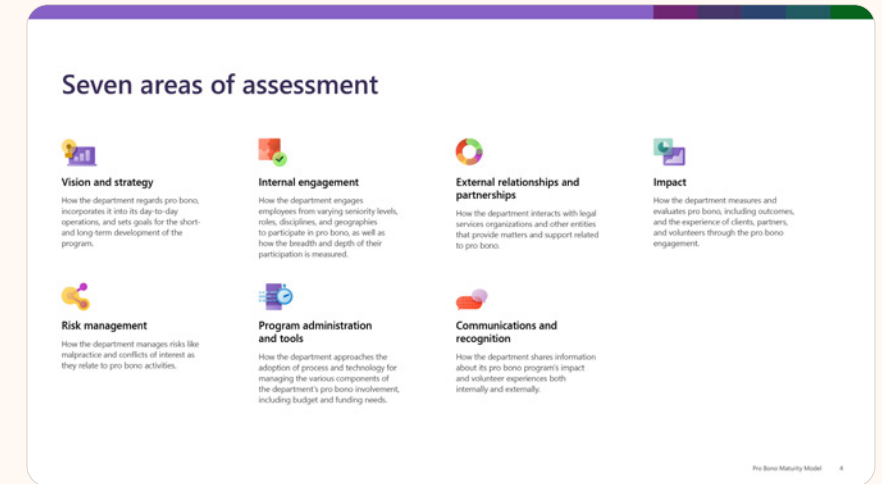 Seven areas of assessment
Vision and strategy
How the department regards pro bono,
incorporates it into its day-to-day
operations, and sets goals for the short-
and long-term development of the
program.
Internal engagement
How the department engages
employees from varying seniority levels,
roles, disciplines, and geographies
to participate in pro bono, as well as
how the breadth and depth of their
participation is measured.
External relationships and
partnerships
How the department interacts with legal
services organizations and other entities
that provide matters and support related
to pro bono.
Impact
How the department measures and
evaluates pro bono, including outcomes,
and the experience of clients, partners,
and volunteers through the pro bono
engagement.
Risk management
How the department manages risks like
malpractice and conflicts of interest as
they relate to pro bono activities.
Program administration
and tools
How the department approaches the
adoption of process and technology for
managing the various components of
the department's pro bono involvement,
including budget and funding needs.
Communications and
recognition
How the department shares information
about its pro bono program's impact
and volunteer experiences both
internally and externally.
Pro Bono Maturity Model 4